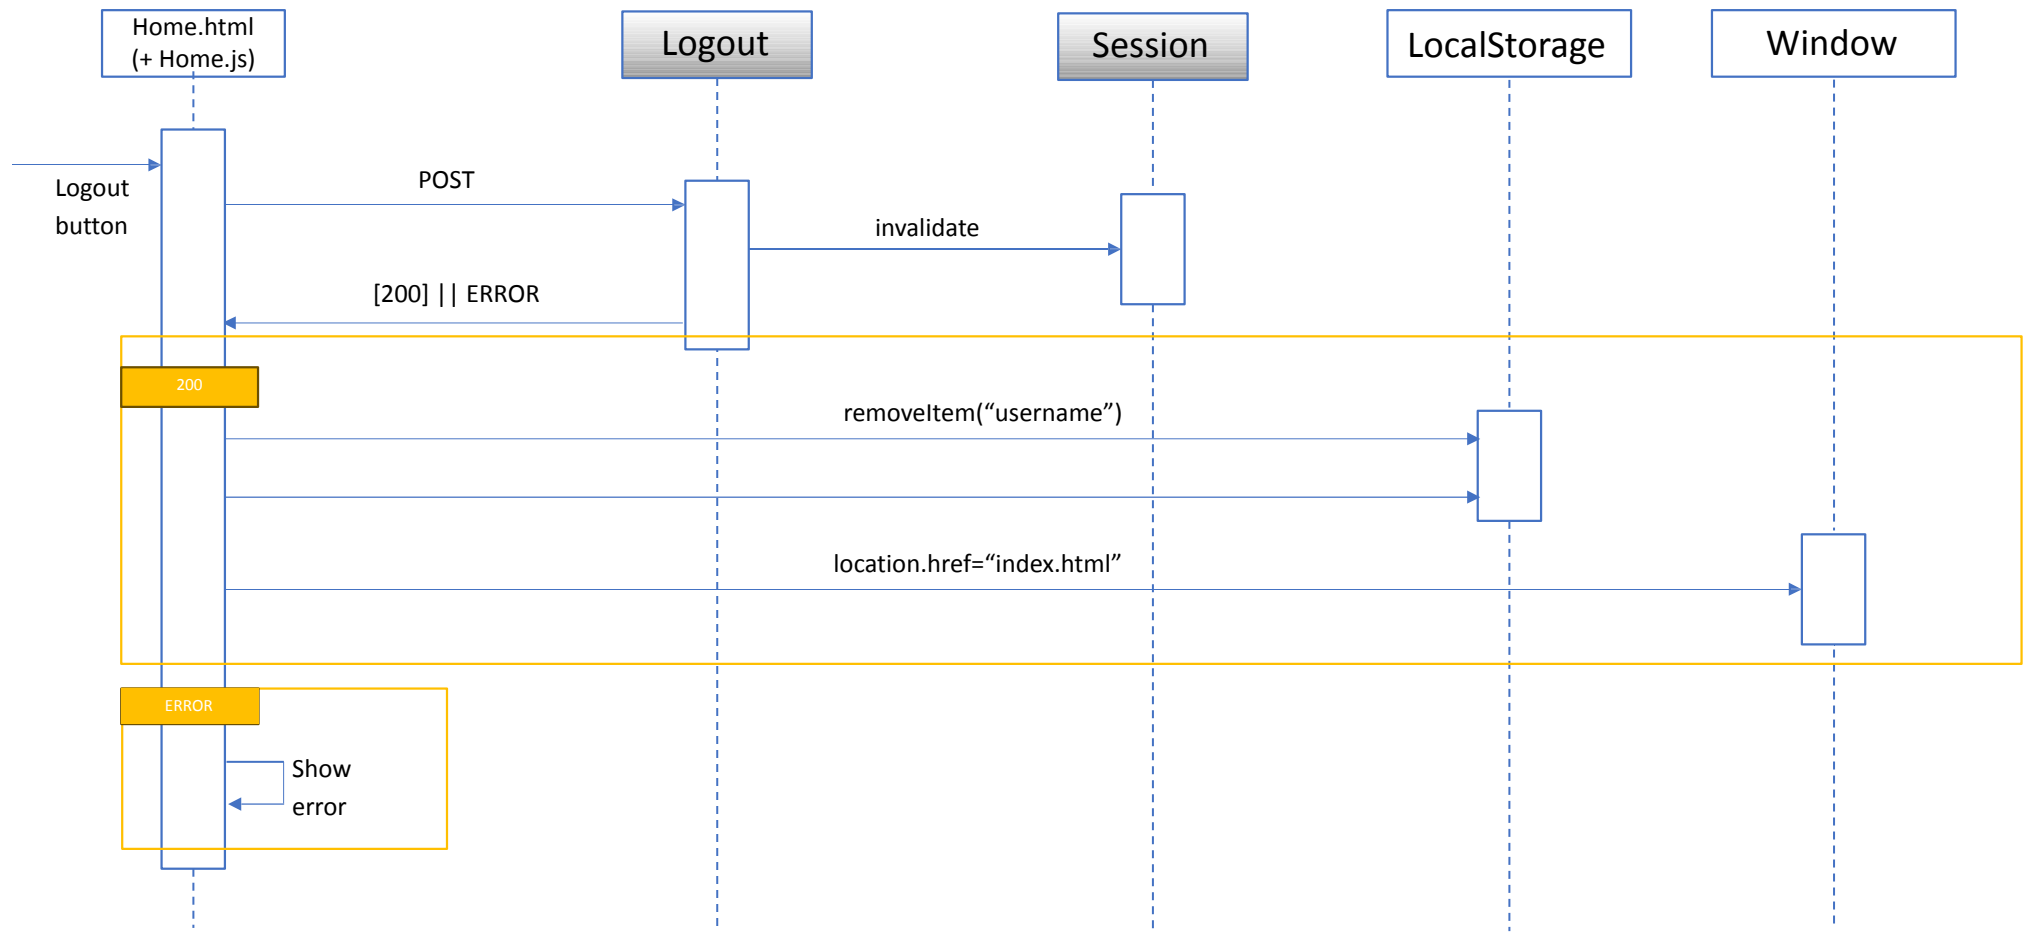 Home.html
(+ Home.js)
Logout
Session
LocalStorage
Window
Logout
button
POST
invalidate
[200] || ERROR
200
removeItem(“username”)
location.href=“index.html”
ERROR
Show
error